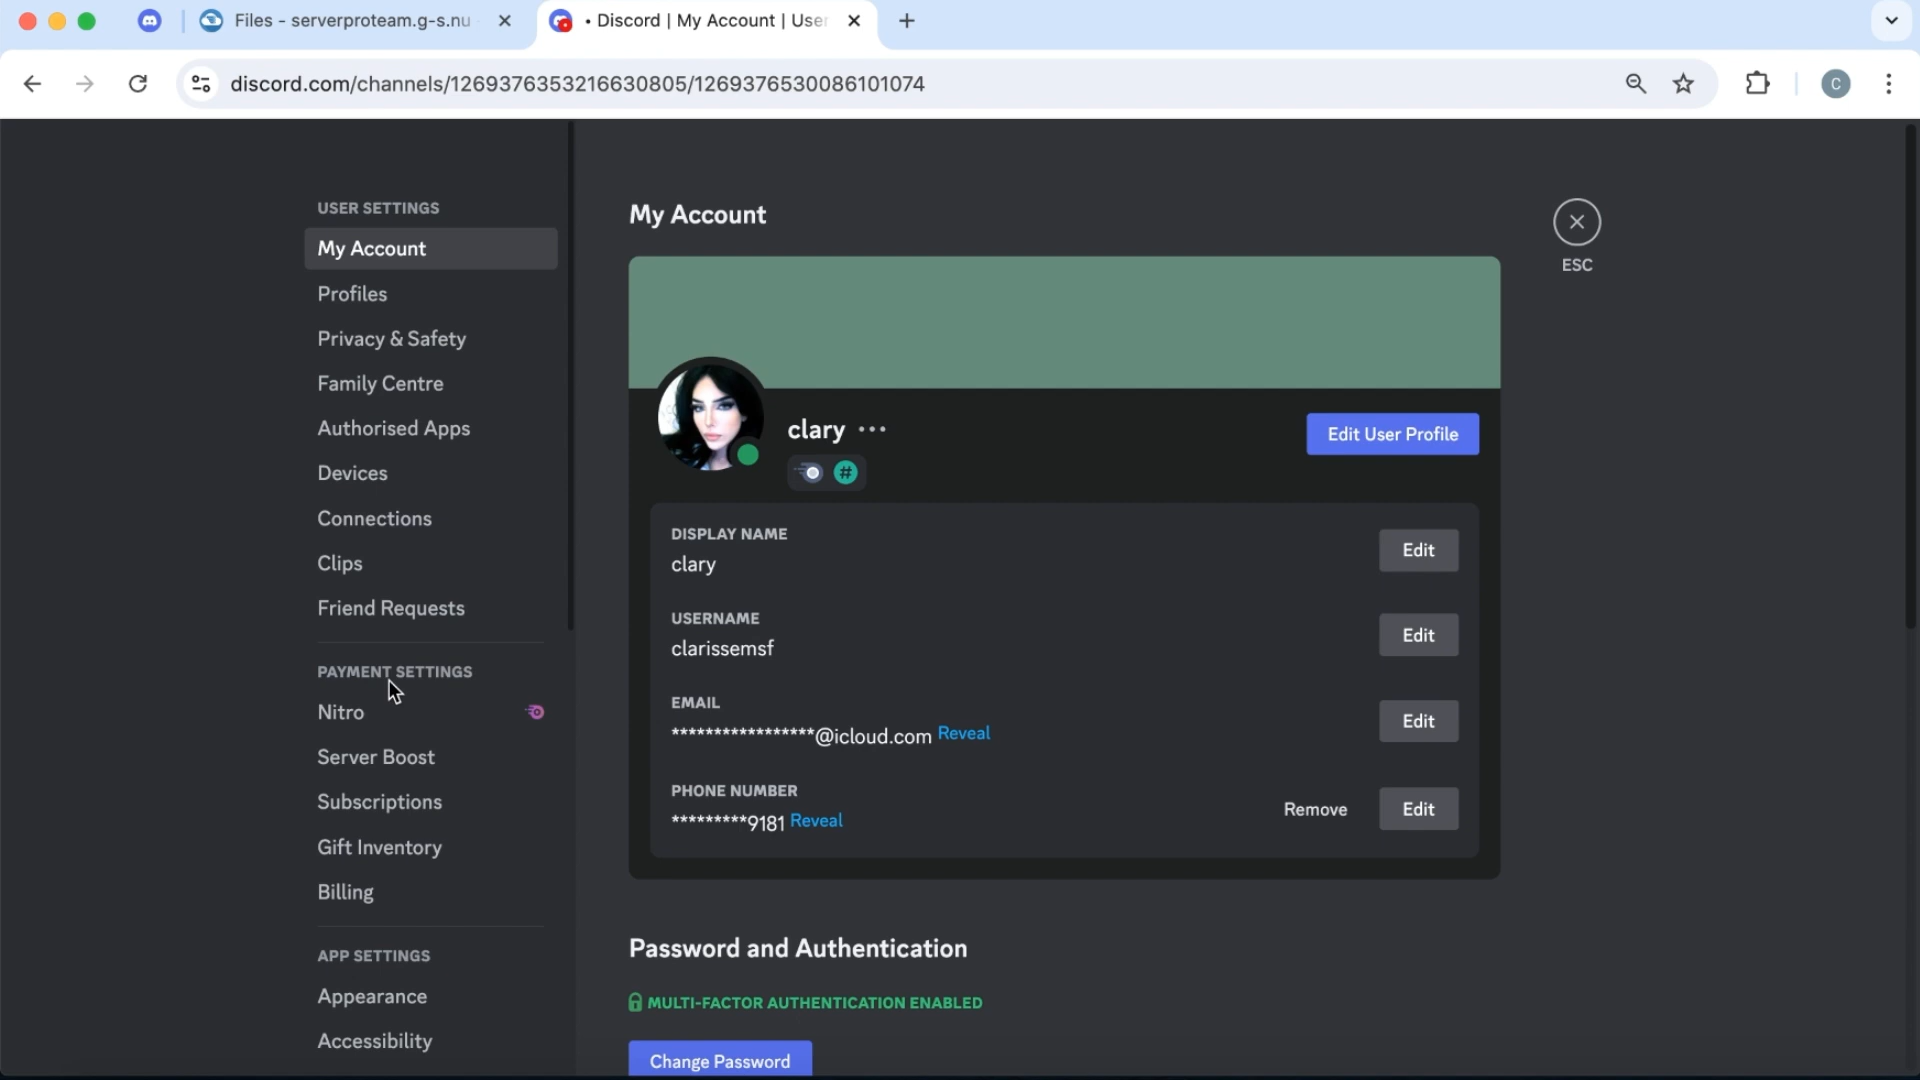 Files - serverproteam.g-s.nu
• Discord | My Account | User
discord.com/channels/1269376353216630805/1269376530086101074
C
USER SETTINGS
My Account
Profiles
Privacy & Safety
Family Centre
Authorised Apps
Devices
Connections
Clips
Friend Requests
PAYMENT SETTINGS
Nitro
Server Boost
Subscriptions
Gift Inventory
Billing
APP SETTINGS
Appearance
Accessibility
My Account
ESC
clary •••
#
Edit User Profile
DISPLAY NAME
clary
Edit
USERNAME
clarissemsf
Edit
EMAIL
*****************@icloud.com Reveal
Edit
PHONE NUMBER
*********9181 Reveal
Remove
Edit
Password and Authentication
MULTI-FACTOR AUTHENTICATION ENABLED
Change Password